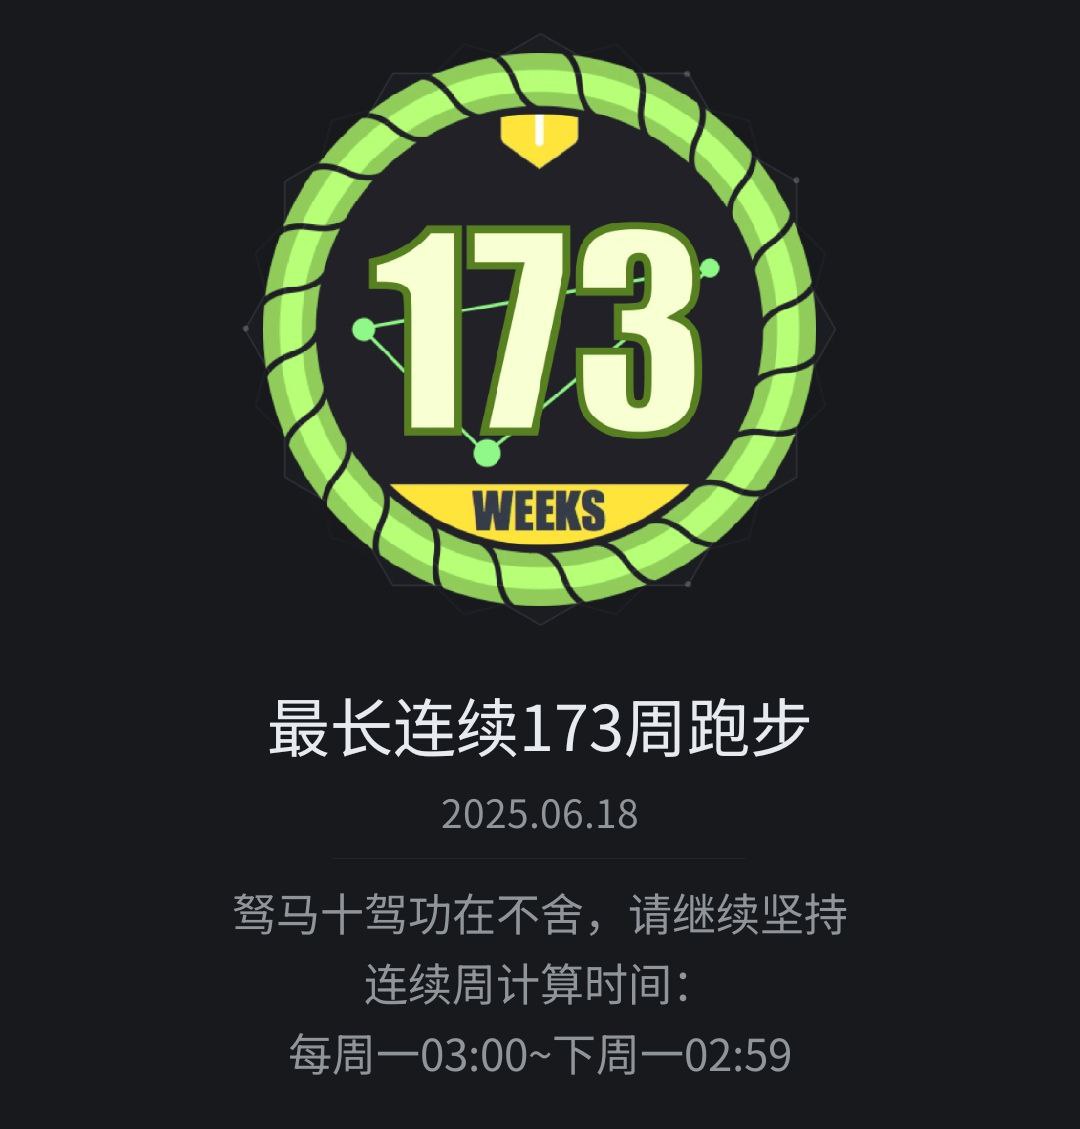 173
WEEKS
最长连续173周跑步
2025.06.18
驽马十驾功在不舍，请继续坚持
连续周计算时间：
每周一03:00~下周一02:59